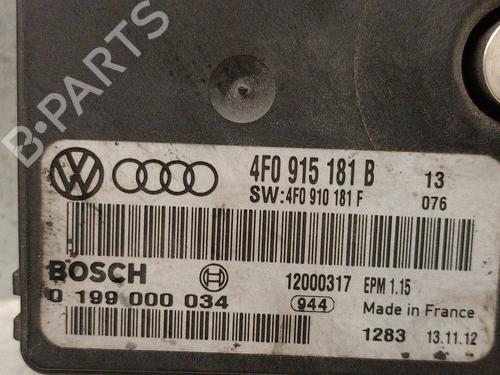 B-PARTS
4F0 915 181 B 13
SW:4F0 910 181 F 076
BOSCH 12000317 EPM 1.15
0 199 000 034 944 Made in France
1283 13.11.12